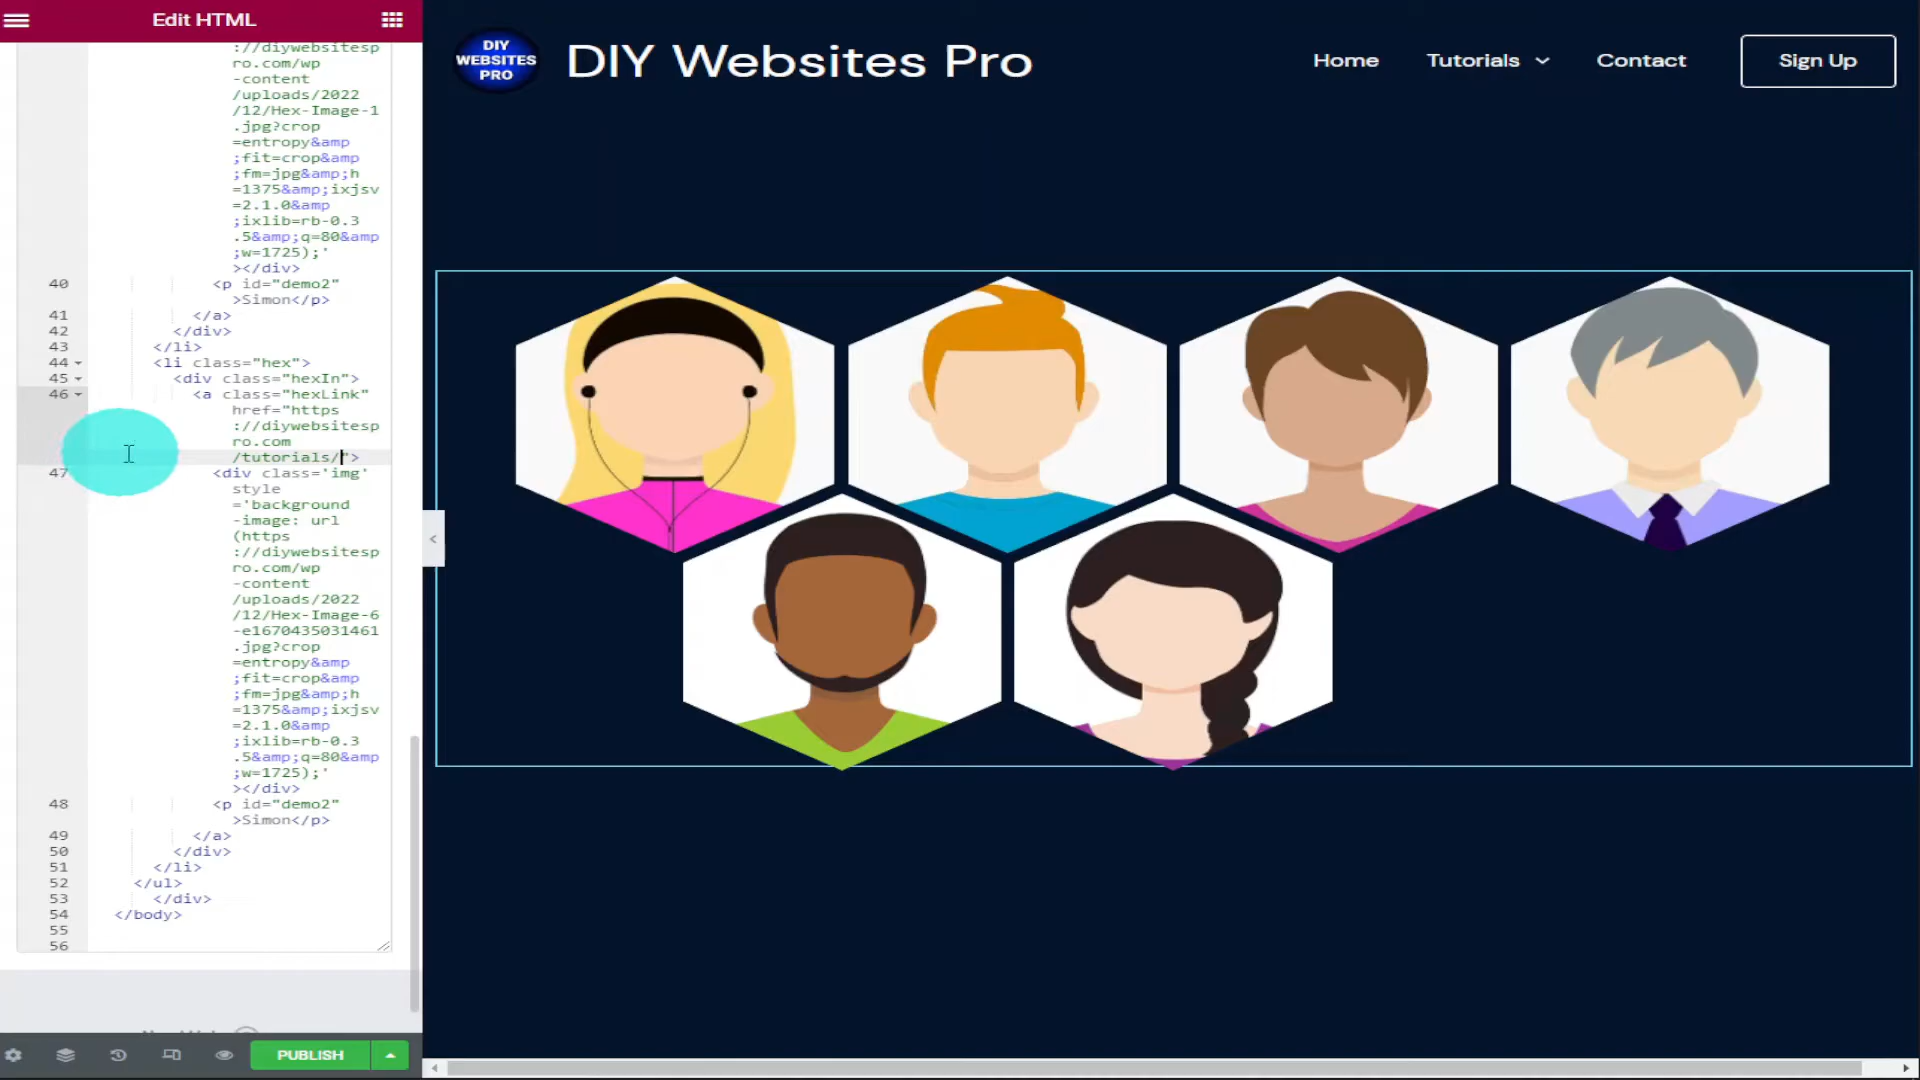 Edit HTML
://diywebsitesp
ro.com/wp
-content
/uploads/2022
/12/Hex-Image-1
.jpg?crop
=entropy&amp
;fit=crop&amp
;fm=jpg&amp;h
=1375&amp;ixjsv
=2.1.0&amp
;ixlib=rb-0.3
.5&amp;q=80&amp
;w=1725);'
></div>
40 <p id="demo2"
>Simon</p>
41 </a>
42 </div>
43 </li>
44 <li class="hex">
45 <div class="hexIn">
46 <a class="hexLink"
href="https
://diywebsitesp
ro.com
/tutorials/">
47 <div class='img'
style
='background
-image: url
(https
://diywebsitesp
ro.com/wp
-content
/uploads/2022
/12/Hex-Image-6
-e1670435031461
.jpg?crop
=entropy&amp
;fit=crop&amp
;fm=jpg&amp;h
=1375&amp;ixjsv
=2.1.0&amp
;ixlib=rb-0.3
.5&amp;q=80&amp
;w=1725);'
></div>
48 <p id="demo2"
>Simon</p>
49 </a>
50 </div>
51 </li>
52 </ul>
53 </div>
54 </body>
55
56
PUBLISH
DIY
WEBSITES
PRO
DIY Websites Pro
Home Tutorials Contact Sign Up